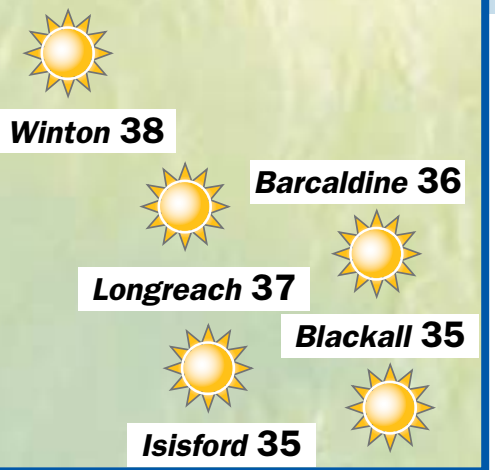 Winton 38
Barcaldine 36
Longreach 37
Blackall 35
Isisford 35